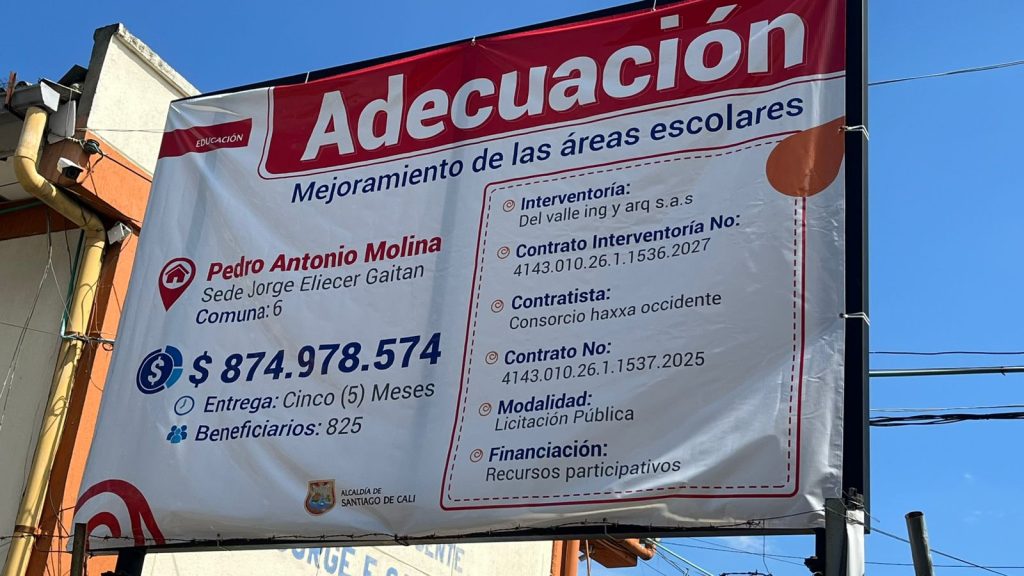 Adecuación
EDUCACIÓN
Mejoramiento de las áreas escolares
Pedro Antonio Molina
Sede Jorge Eliecer Gaitan
Comuna: 6
$ 874.978.574
Entrega: Cinco (5) Meses
Beneficiarios: 825
ALCALDÍA DE
SANTIAGO DE CALI
Interventoría:
Del valle ing y arq s.a.s
Contrato Interventoría No:
4143.010.26.1.1536.2027
Contratista:
Consorcio haxxa occidente
Contrato No:
4143.010.26.1.1537.2025
Modalidad:
Licitación Pública
Financiación:
Recursos participativos